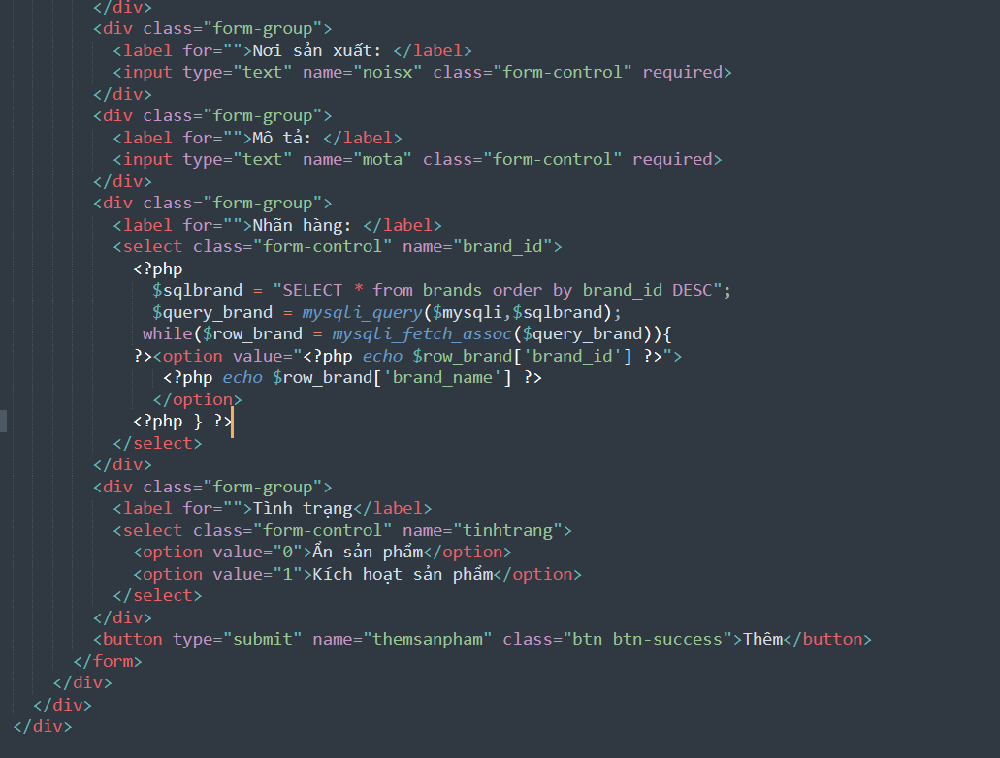 </div>
<div class="form-group">
<label for="">Nơi sản xuất: </label>
<input type="text" name="noisx" class="form-control" required>
</div>
<div class="form-group">
<label for="">Mô tả: </label>
<input type="text" name="mota" class="form-control" required>
</div>
<div class="form-group">
<label for="">Nhãn hàng: </label>
<select class="form-control" name="brand_id">
<?php
$sqlbrand = "SELECT * from brands order by brand_id DESC";
$query_brand = mysqli_query($mysqli,$sqlbrand);
while($row_brand = mysqli_fetch_assoc($query_brand)){
?><option value="<?php echo $row_brand['brand_id'] ?>">
<?php echo $row_brand['brand_name'] ?>
</option>
<?php } ?>
</select>
</div>
<div class="form-group">
<label for="">Tình trạng</label>
<select class="form-control" name="tinhtrang">
<option value="0">Ẩn sản phẩm</option>
<option value="1">Kích hoạt sản phẩm</option>
</select>
</div>
<button type="submit" name="themsanpham" class="btn btn-success">Thêm</button>
</form>
</div>
</div>
</div>